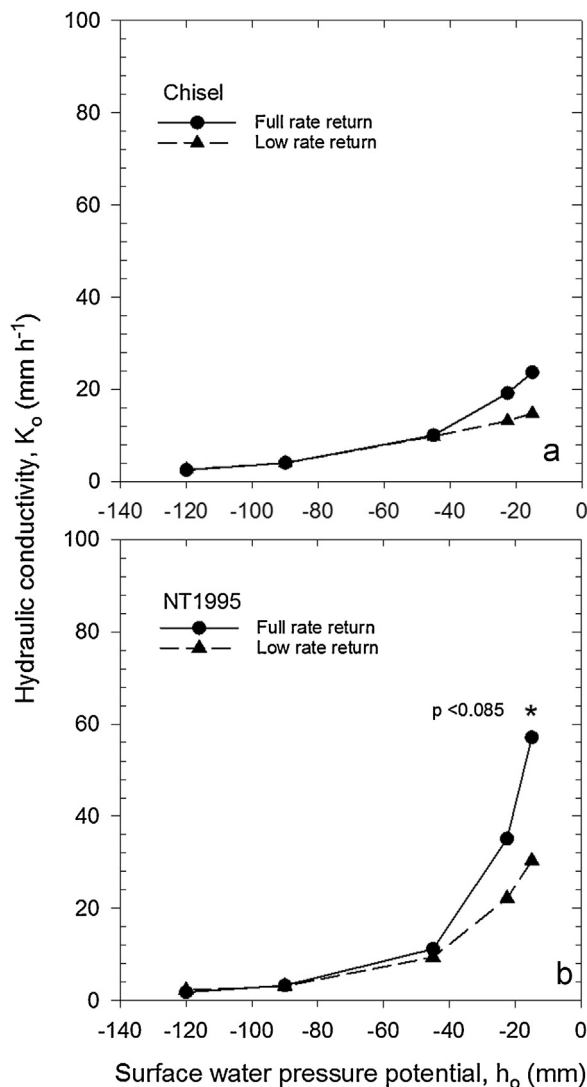 Hydraulic conductivity, Kₒ (mm h⁻¹)
100
80
60
40
20
0
Chisel
Full rate return
Low rate return
a
-140 -120 -100 -80 -60 -40 -20 0
100
80
60
40
20
0
NT1995
Full rate return
Low rate return
p <0.085 *
b
-140 -120 -100 -80 -60 -40 -20 0
Surface water pressure potential, hₒ (mm)